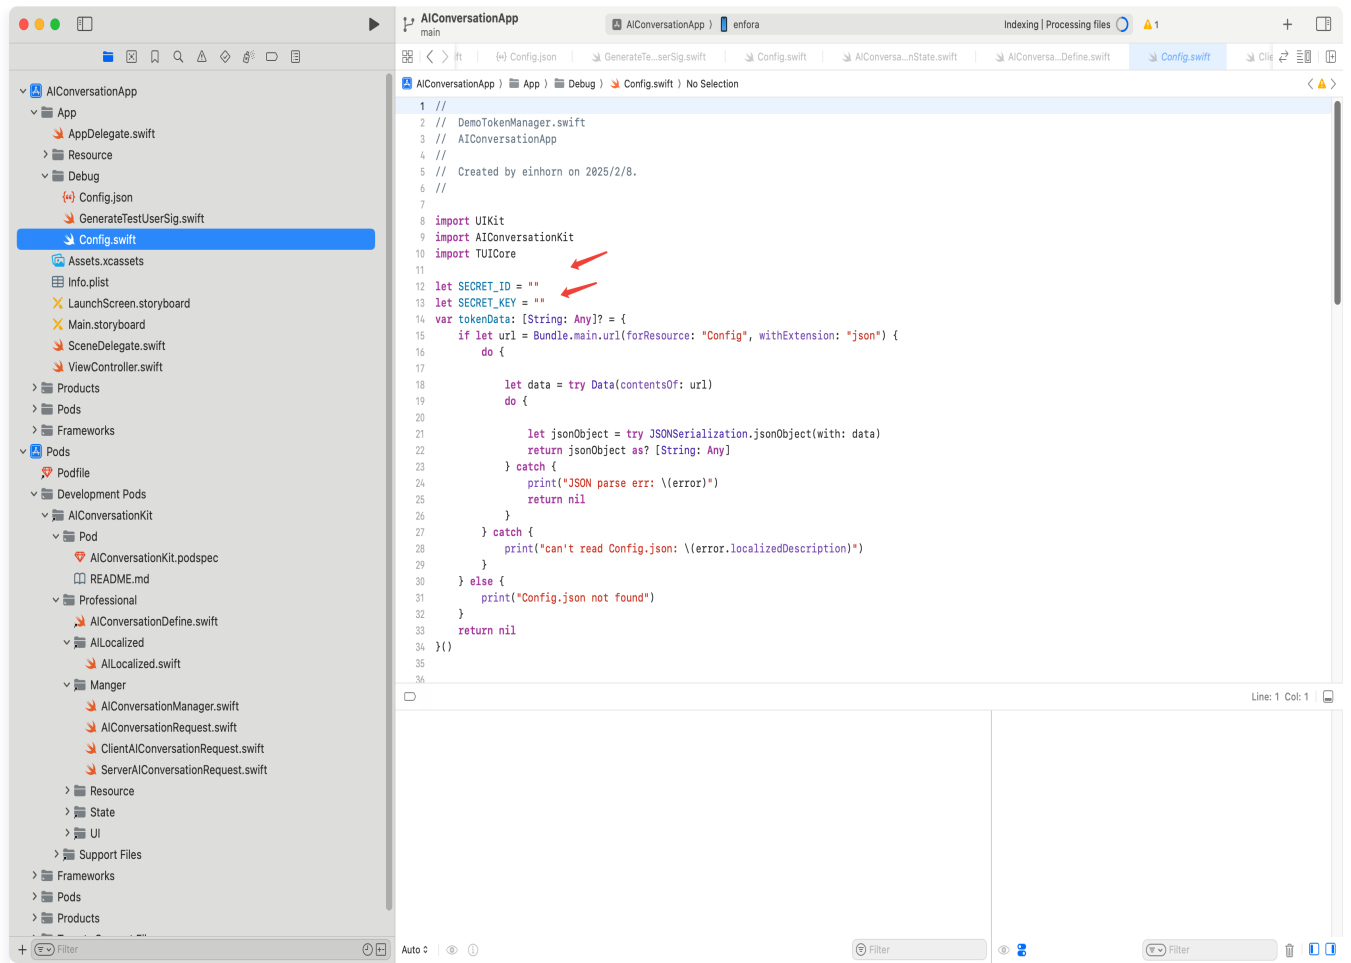 AIConversationApp
main
AIConversationApp
enfora
Indexing | Processing files
1
ft
Config.json
GenerateTe...serSig.swift
Config.swift
AIConversa...nState.swift
AIConversa...Define.swift
Config.swift
Clie
AIConversationApp
App
Debug
Config.swift
No Selection
AIConversationApp
App
AppDelegate.swift
Resource
Debug
Config.json
GenerateTestUserSig.swift
Config.swift
Assets.xcassets
Info.plist
LaunchScreen.storyboard
Main.storyboard
SceneDelegate.swift
ViewController.swift
Products
Pods
Frameworks
Pods
Podfile
Development Pods
AIConversationKit
Pod
AIConversationKit.podspec
README.md
Professional
AIConversationDefine.swift
AILocalized
AILocalized.swift
Manger
AIConversationManager.swift
AIConversationRequest.swift
ClientAIConversationRequest.swift
ServerAIConversationRequest.swift
Resource
State
UI
Support Files
Frameworks
Pods
Products
Filter
1 //
2 //  DemoTokenManager.swift
3 //  AIConversationApp
4 //
5 //  Created by einhorn on 2025/2/8.
6 //
7
8 import UIKit
9 import AIConversationKit
10 import TUICore
11
12 let SECRET_ID = ""
13 let SECRET_KEY = ""
14 var tokenData: [String: Any]? = {
15     if let url = Bundle.main.url(forResource: "Config", withExtension: "json") {
16         do {
17
18             let data = try Data(contentsOf: url)
19             do {
20
21                 let jsonObject = try JSONSerialization.jsonObject(with: data)
22                 return jsonObject as? [String: Any]
23             } catch {
24                 print("JSON parse err: \(error)")
25                 return nil
26             }
27         } catch {
28             print("can't read Config.json: \(error.localizedDescription)")
29         }
30     } else {
31         print("Config.json not found")
32     }
33     return nil
34 }()
35
36
Line: 1 Col: 1
Auto
Filter
Filter